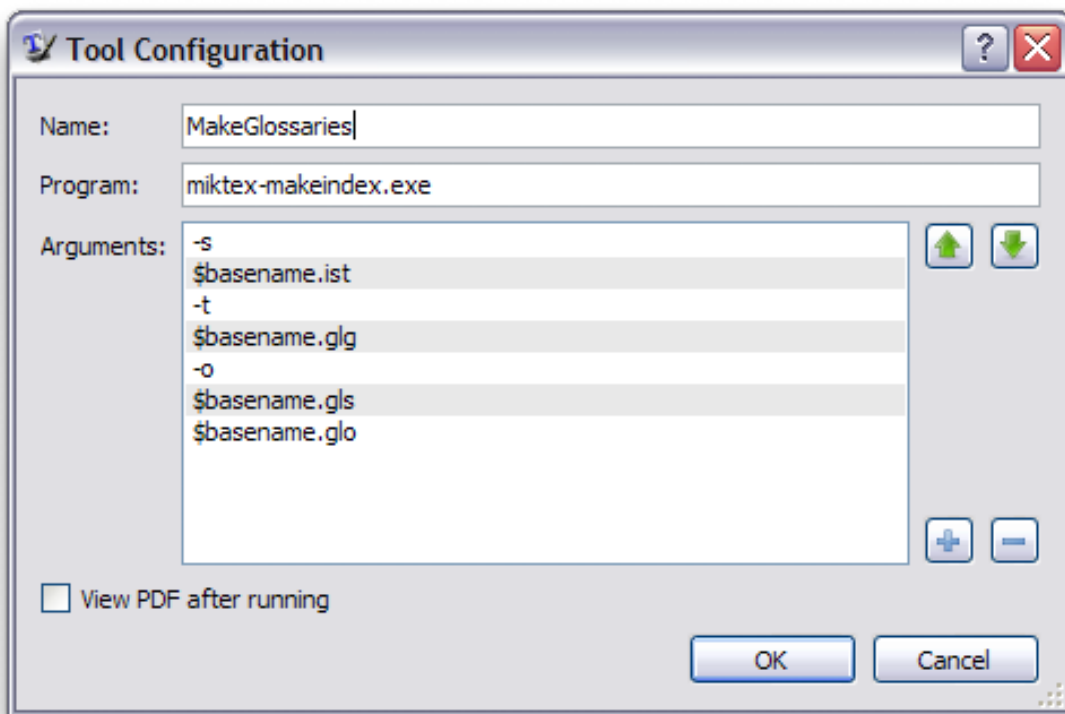 Tool Configuration
Name: MakeGlossaries
Program: miktex-makeindex.exe
Arguments: -s
$basename.ist
-t
$basename.glg
-o
$basename.gls
$basename.glo
View PDF after running
OK Cancel